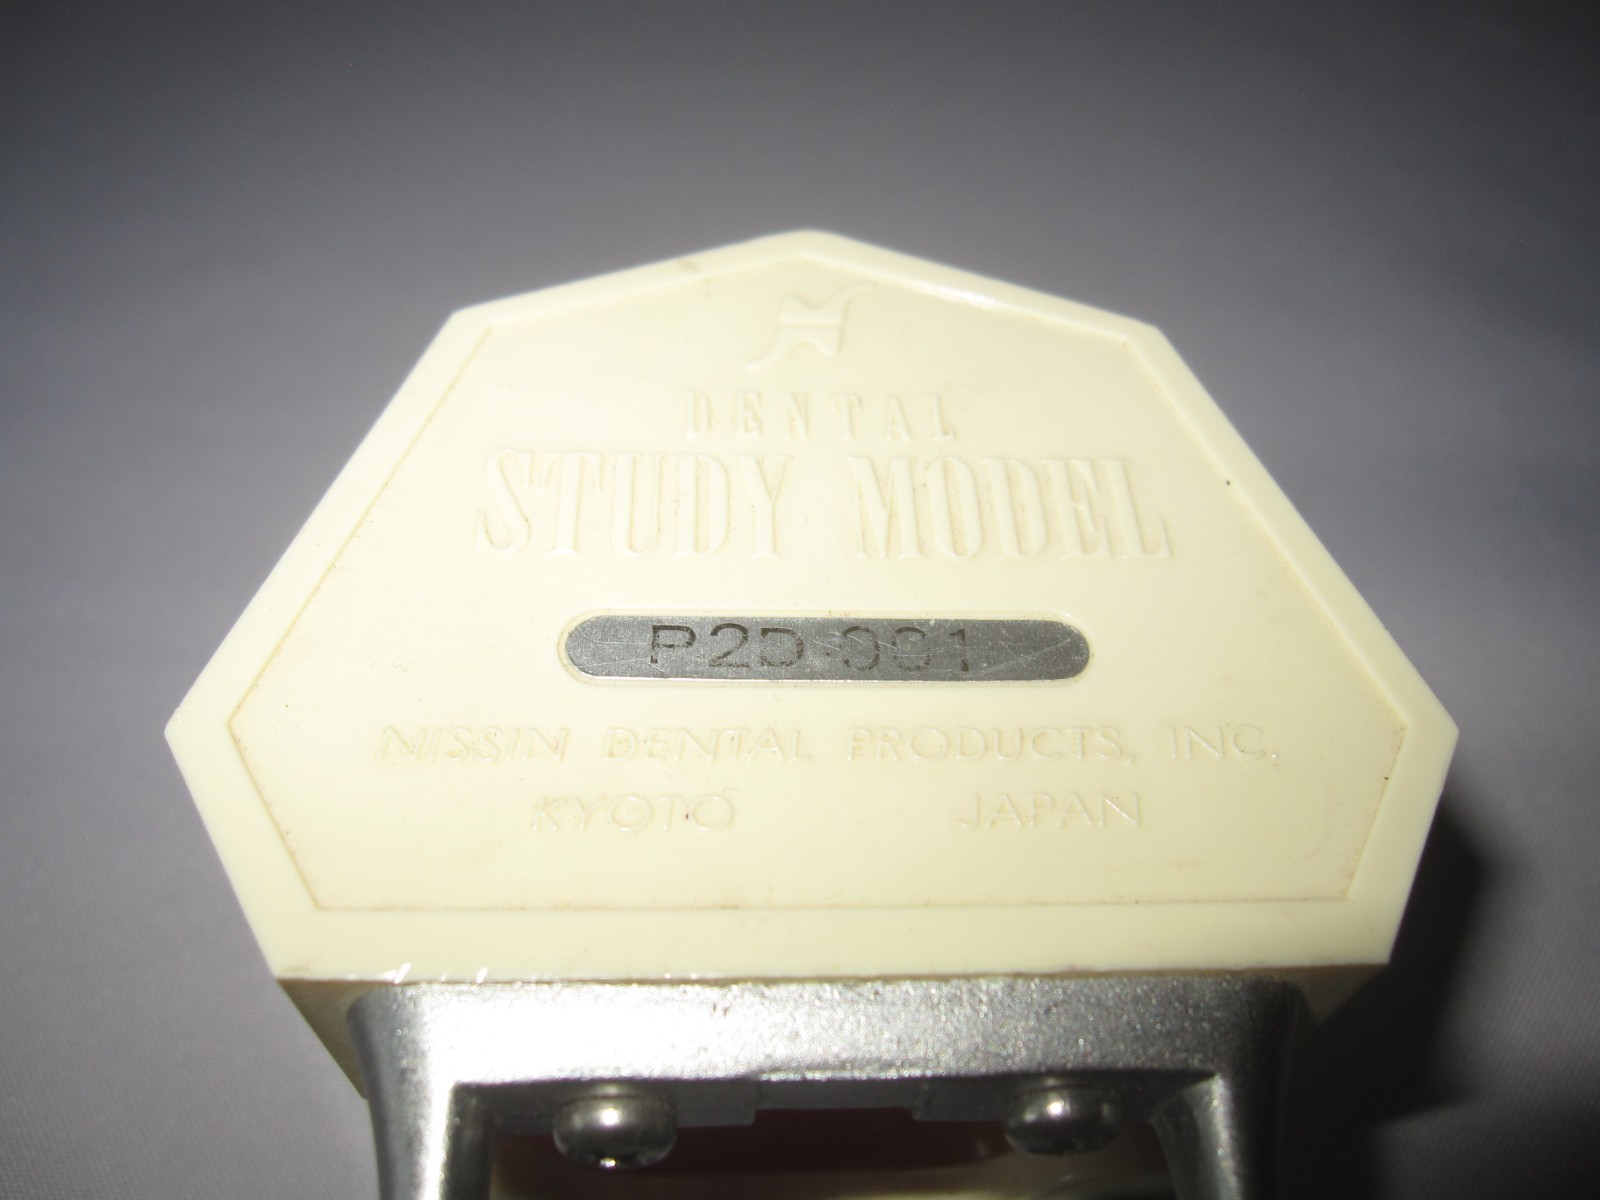 DENTAL
STUDY MODEL
P2D-001
NISSIN DENTAL PRODUCTS, INC.
KYOTO JAPAN